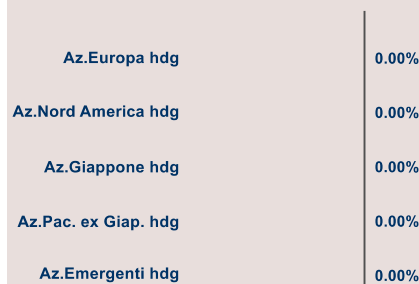 Az.Europa hdg 0.00%
Az.Nord America hdg 0.00%
Az.Giappone hdg 0.00%
Az.Pac. ex Giap. hdg 0.00%
Az.Emergenti hdg 0.00%